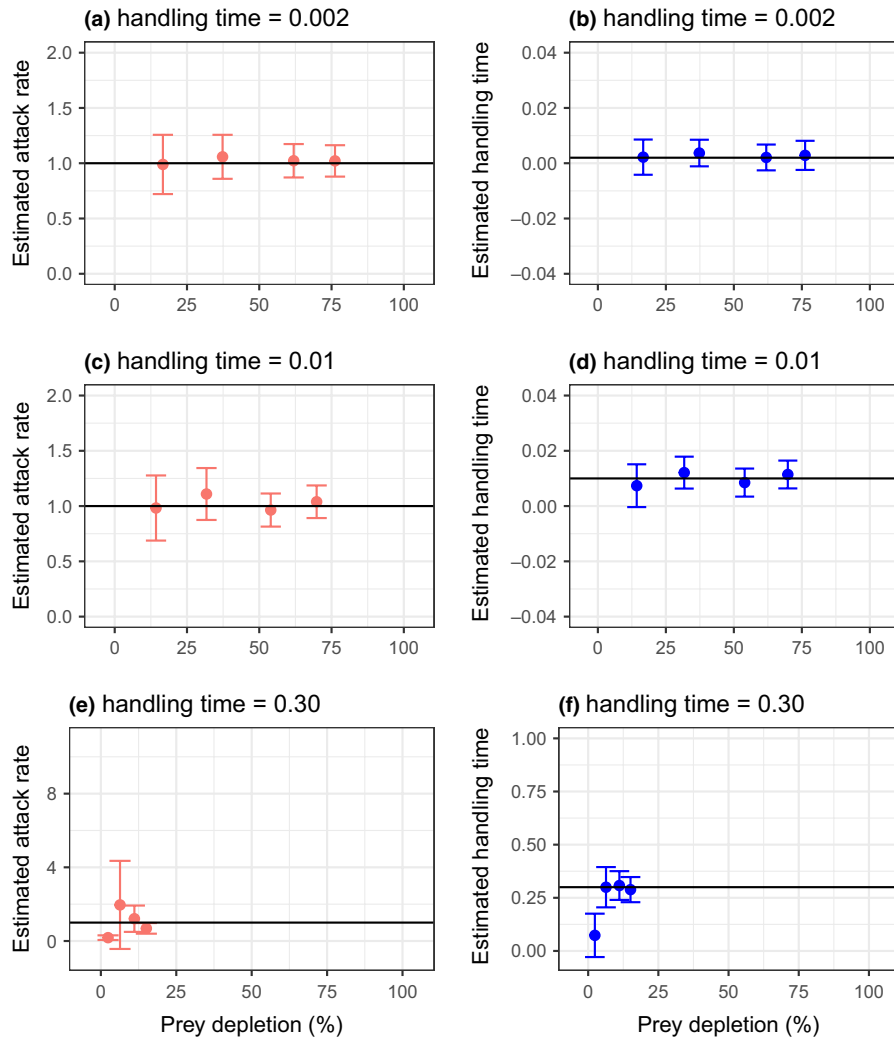 (a) handling time = 0.002
Estimated attack rate
2.0
1.5
1.0
0.5
0.0
0 25 50 75 100
(b) handling time = 0.002
Estimated handling time
0.04
0.02
0.00
−0.02
−0.04
0 25 50 75 100
(c) handling time = 0.01
Estimated attack rate
2.0
1.5
1.0
0.5
0.0
0 25 50 75 100
(d) handling time = 0.01
Estimated handling time
0.04
0.02
0.00
−0.02
−0.04
0 25 50 75 100
(e) handling time = 0.30
Estimated attack rate
8
4
0
0 25 50 75 100
Prey depletion (%)
(f) handling time = 0.30
Estimated handling time
1.00
0.75
0.50
0.25
0.00
0 25 50 75 100
Prey depletion (%)